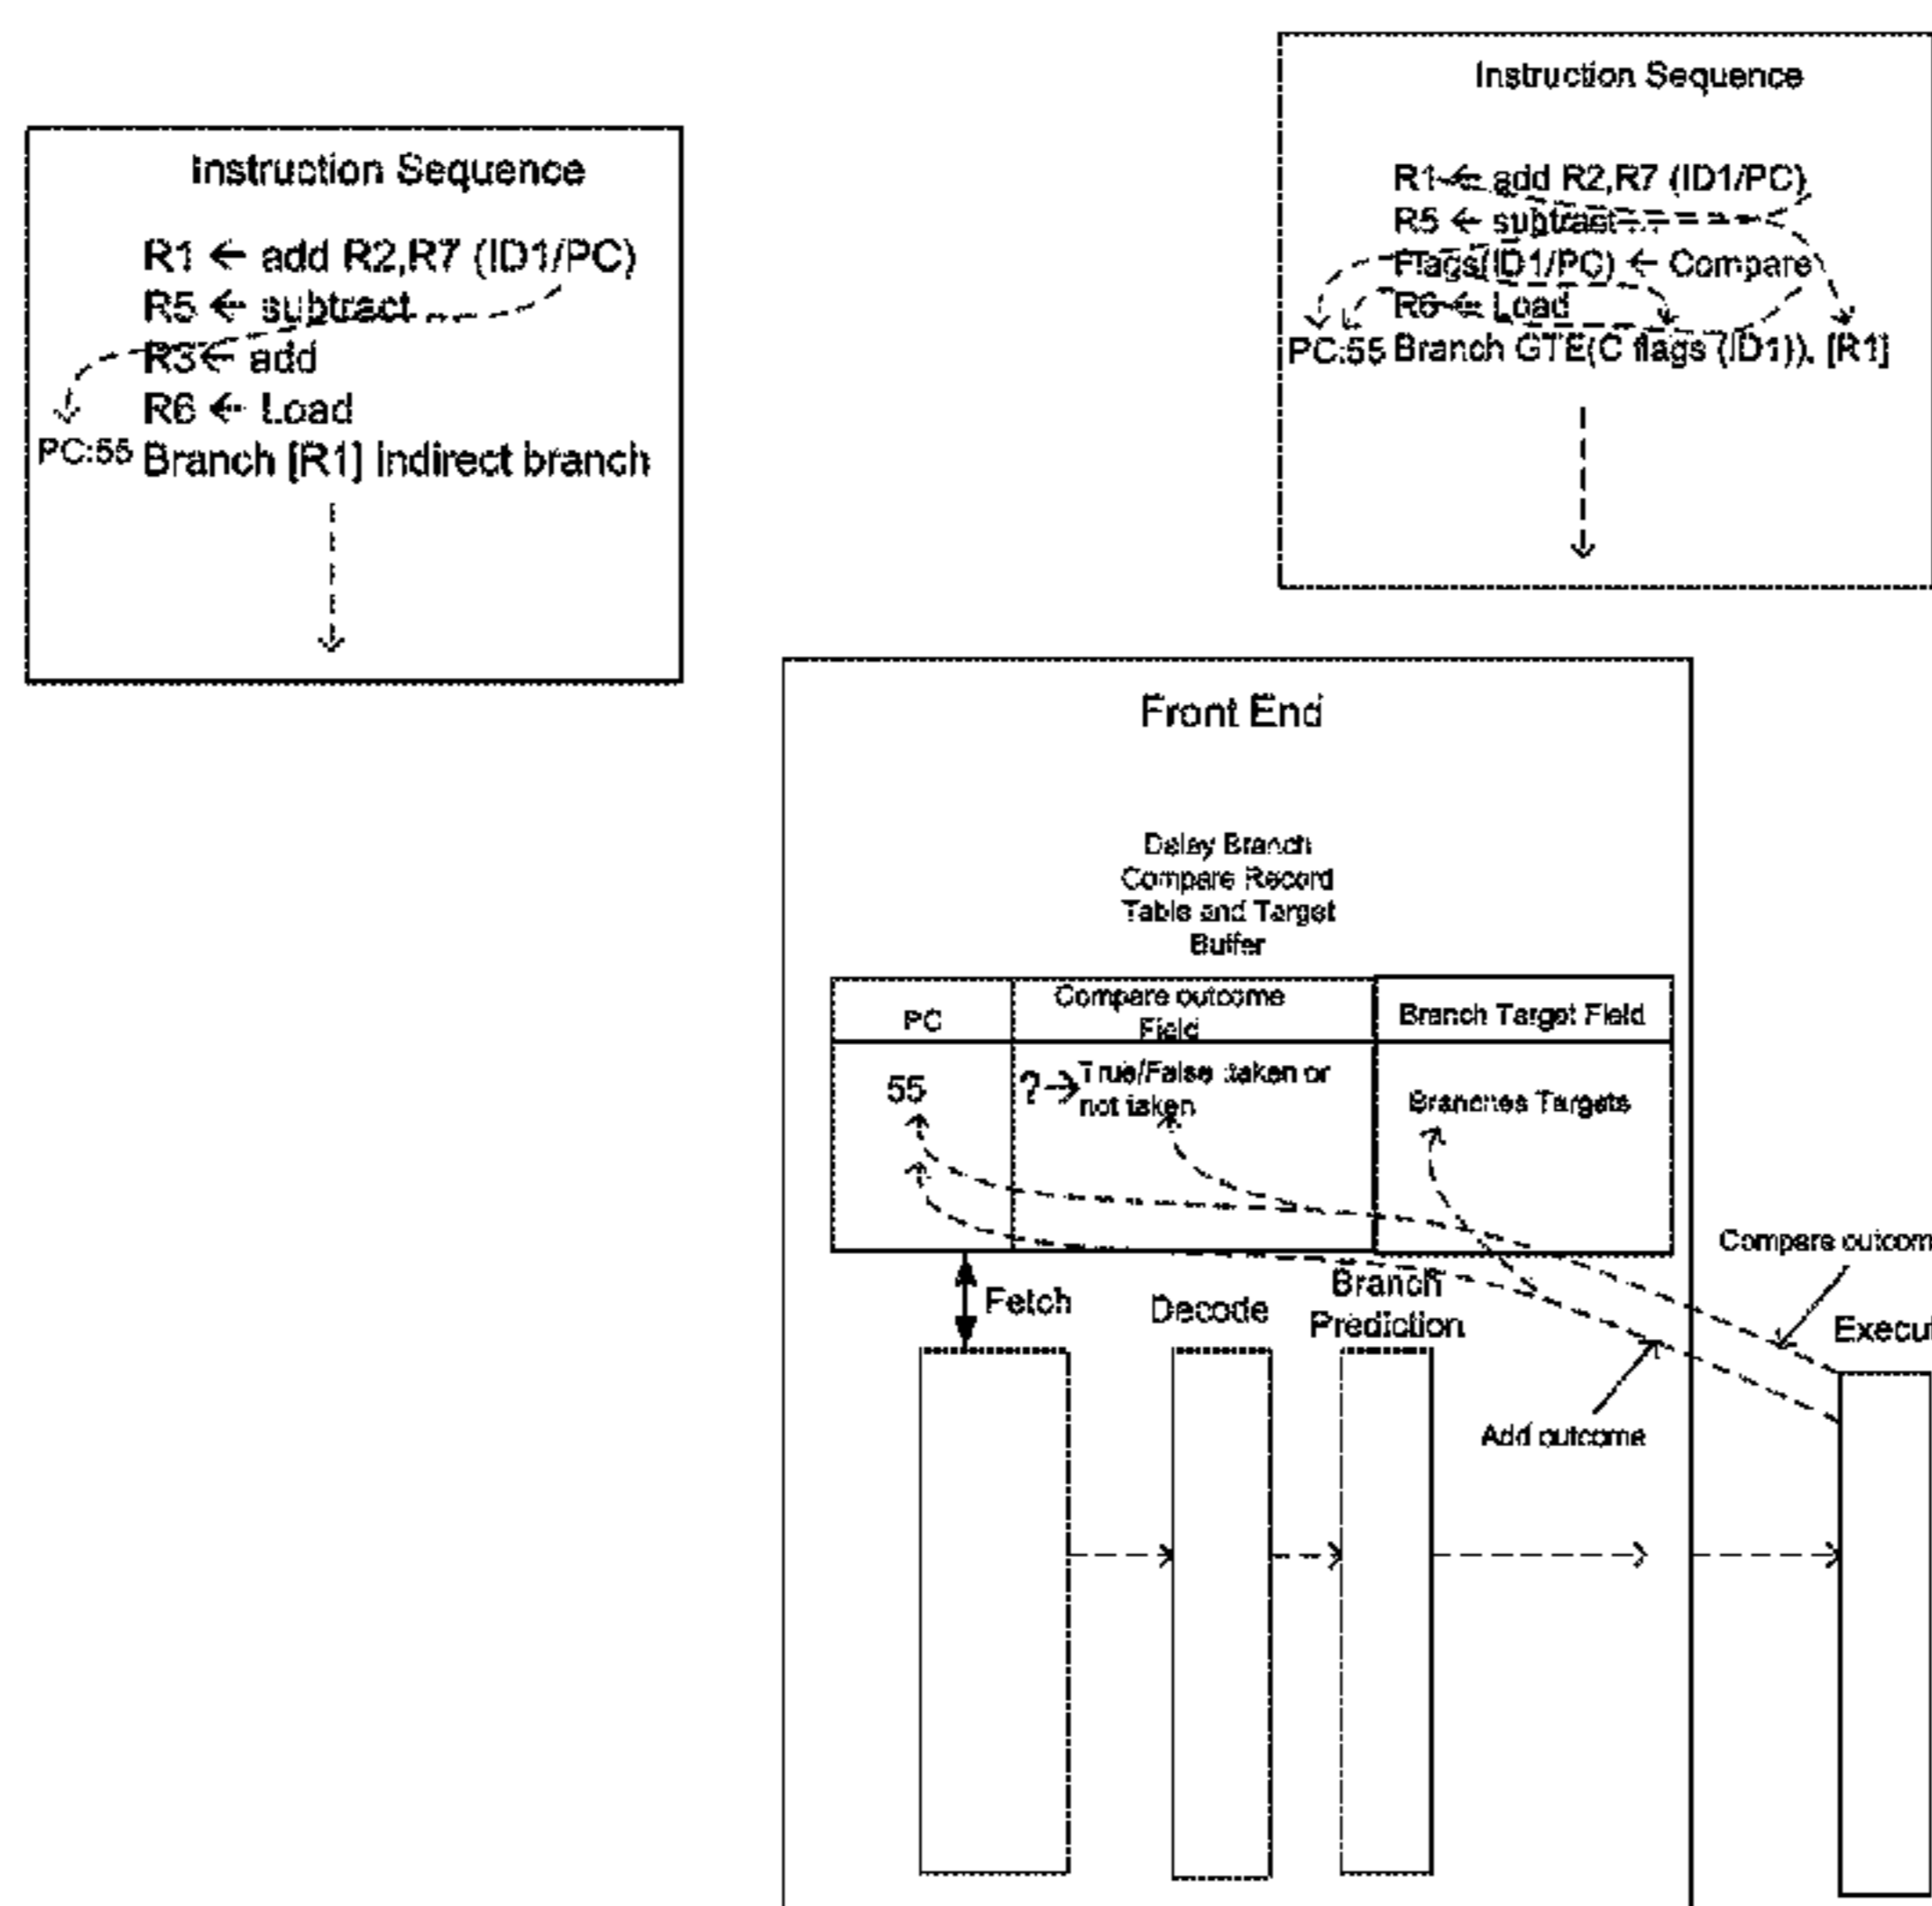 Instruction Sequence
R1 ← add R2,R7 (ID1/PC)
R5 ← subtract
R3 ← add
R6 ← Load
PC:55 Branch [R1] Indirect branch
Instruction Sequence
R1 ← add R2,R7 (ID1/PC)
R5 ← subtract
Flags(ID1/PC) ← Compare
R6 ← Load
PC:55 Branch GTE(C flags (ID1)), [R1]
Front End
Delay Branch
Compare Record
Table and Target
Buffer
PC
Compare outcome
Field
Branch Target Field
55
?→ True/False :taken or
not taken
Branches Targets
Compare outcom
Fetch
Decode
Branch
Prediction
Execut
Add outcome